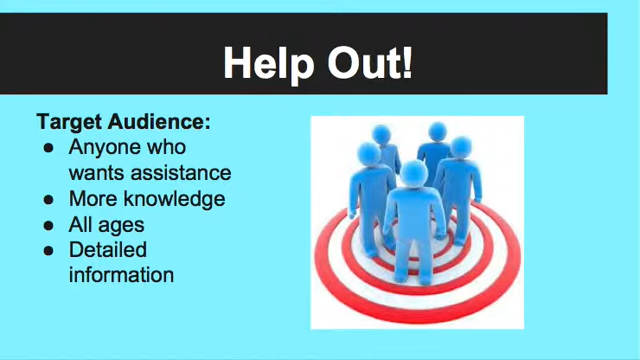 Help Out!
Target Audience:
● Anyone who
wants assistance
● More knowledge
● All ages
● Detailed
information